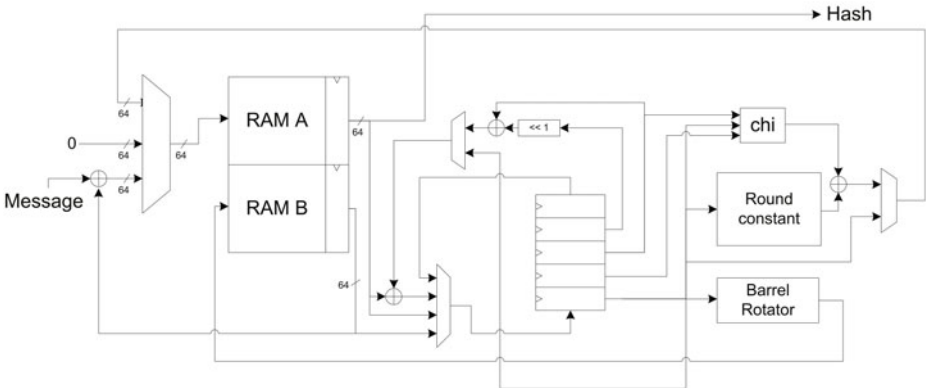 Hash
64
RAM A
0
64
64
64
<< 1
chi
64
Message
RAM B
Round
constant
64
Barrel
Rotator